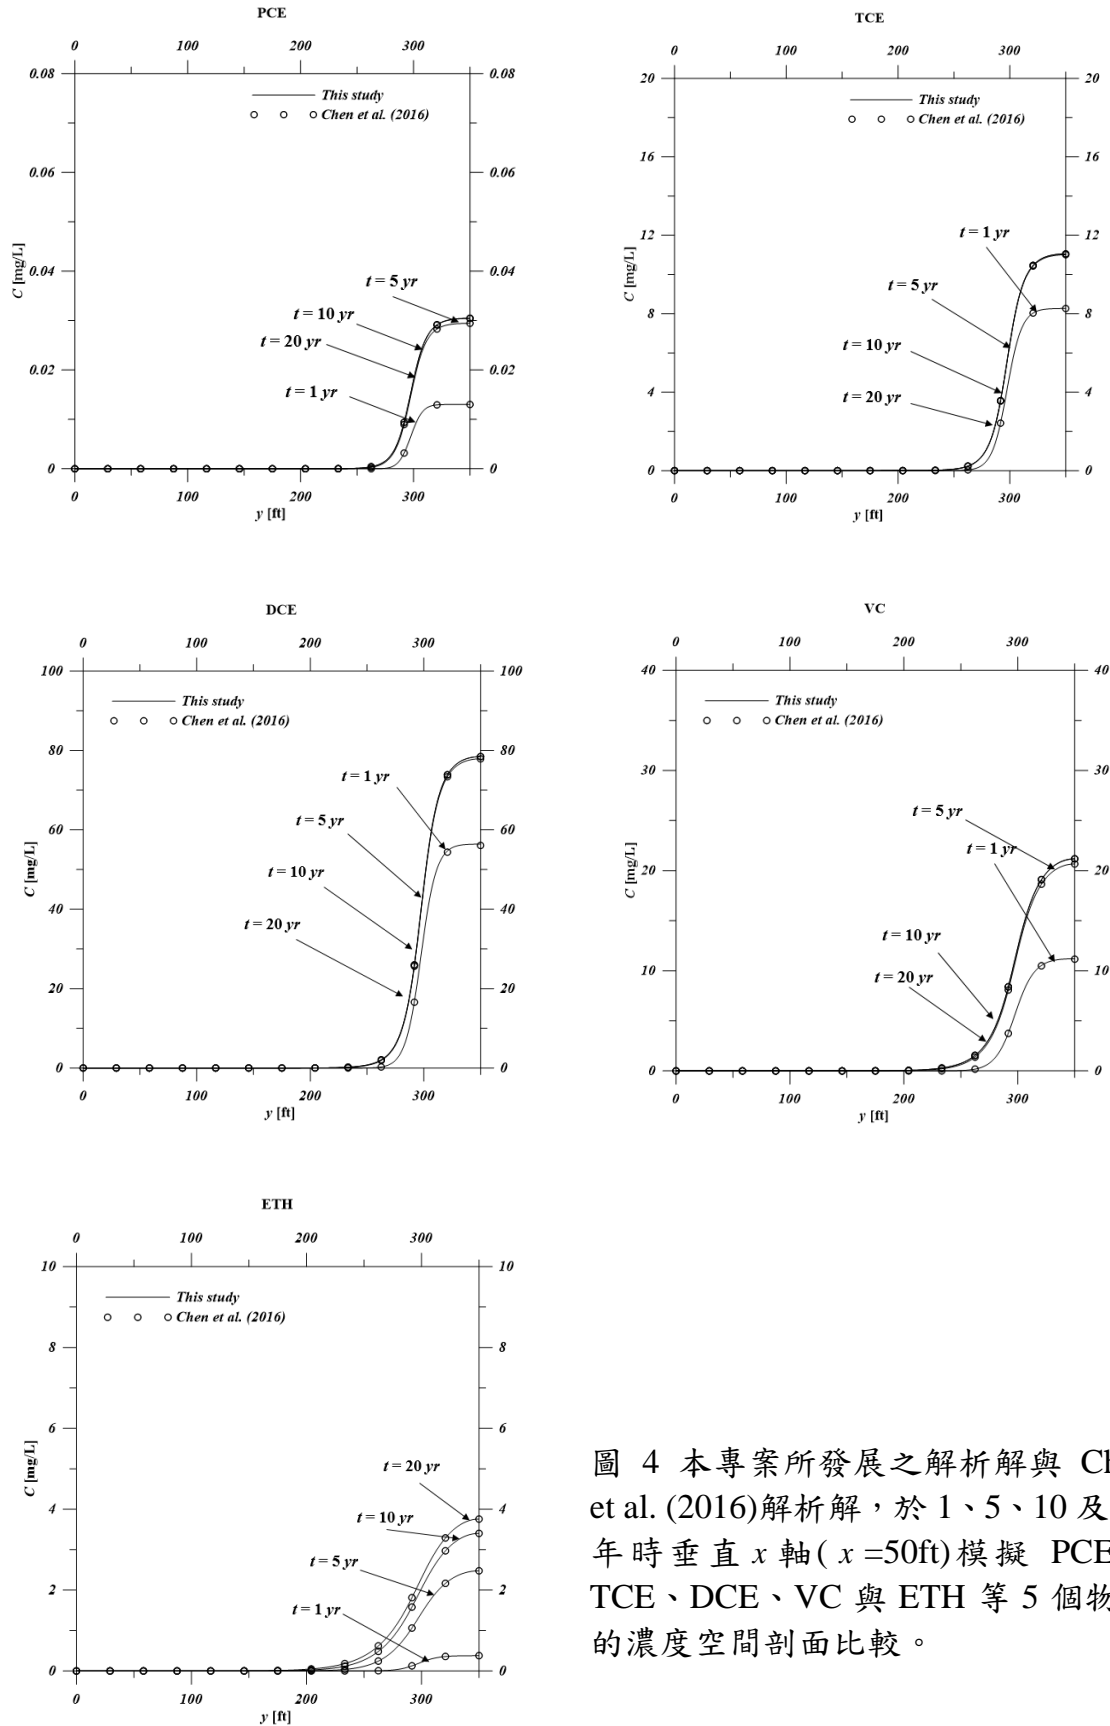 PCE
0 100 200 300
0.08 0.08
This study
Chen et al. (2016)
0.06 0.06
C [mg/L]
0.04 0.04
t = 5 yr
t = 10 yr
t = 20 yr
0.02 0.02
t = 1 yr
0 0
0 100 200 300
y [ft]
TCE
0 100 200 300
20 20
This study
Chen et al. (2016)
16 16
12 12
t = 1 yr
C [mg/L]
t = 5 yr
8 8
t = 10 yr
4 4
t = 20 yr
0 0
0 100 200 300
y [ft]
DCE
0 100 200 300
100 100
This study
Chen et al. (2016)
80 80
t = 1 yr
60 60
t = 5 yr
C [mg/L]
t = 10 yr
40 40
t = 20 yr
20 20
0 0
0 100 200 300
y [ft]
VC
0 100 200 300
40 40
This study
Chen et al. (2016)
30 30
t = 5 yr
t = 1 yr
C [mg/L]
20 20
t = 10 yr
t = 20 yr
10 10
0 0
0 100 200 300
y [ft]
ETH
0 100 200 300
10 10
This study
Chen et al. (2016)
8 8
6 6
C [mg/L]
t = 20 yr
4 4
t = 10 yr
t = 5 yr
2 2
t = 1 yr
0 0
0 100 200 300
y [ft]
圖 4 本專案所發展之解析解與
et al. (2016)解析解，於 1、5、10 及
年時垂直 x 軸( x =50ft)模擬 PCE
TCE、DCE、VC 與 ETH 等 5 個物
的濃度空間剖面比較。